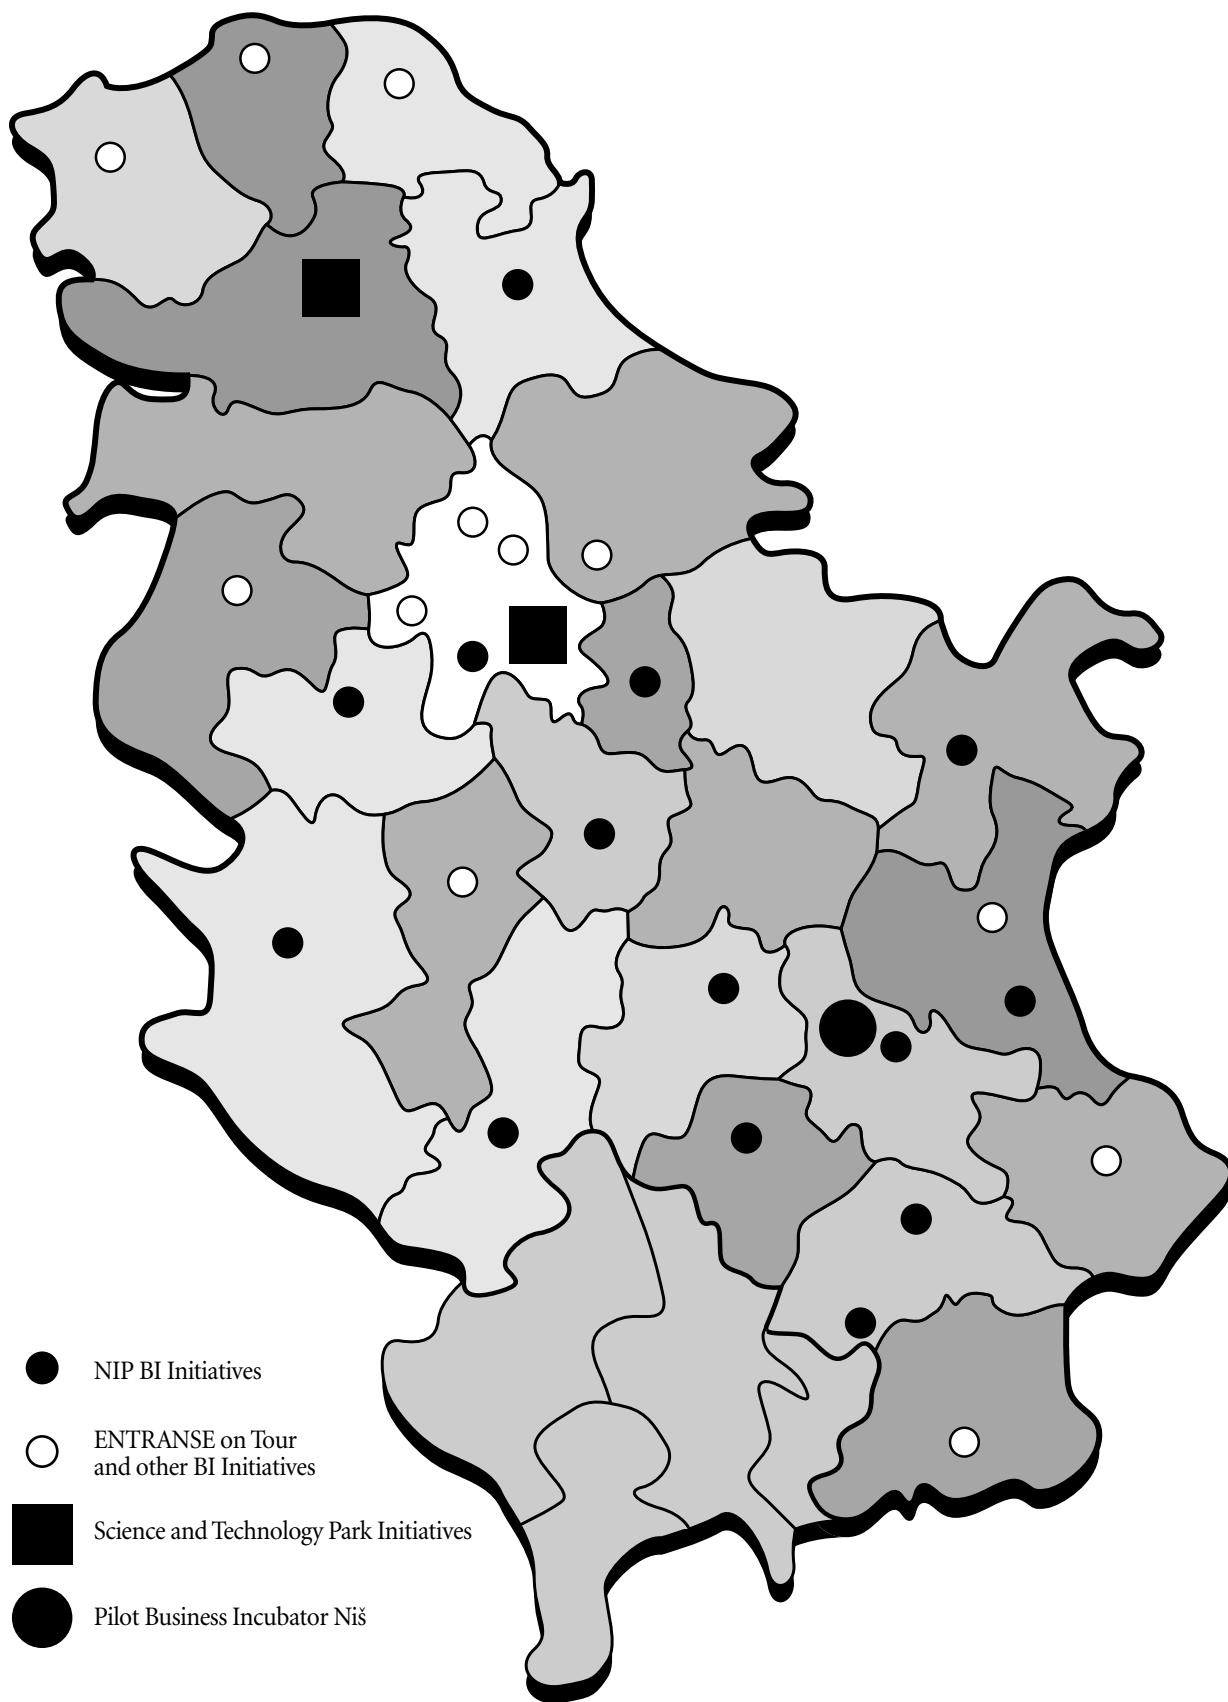 NIP BI Initiatives
ENTRANSE on Tour
and other BI Initiatives
Science and Technology Park Initiatives
Pilot Business Incubator Niš